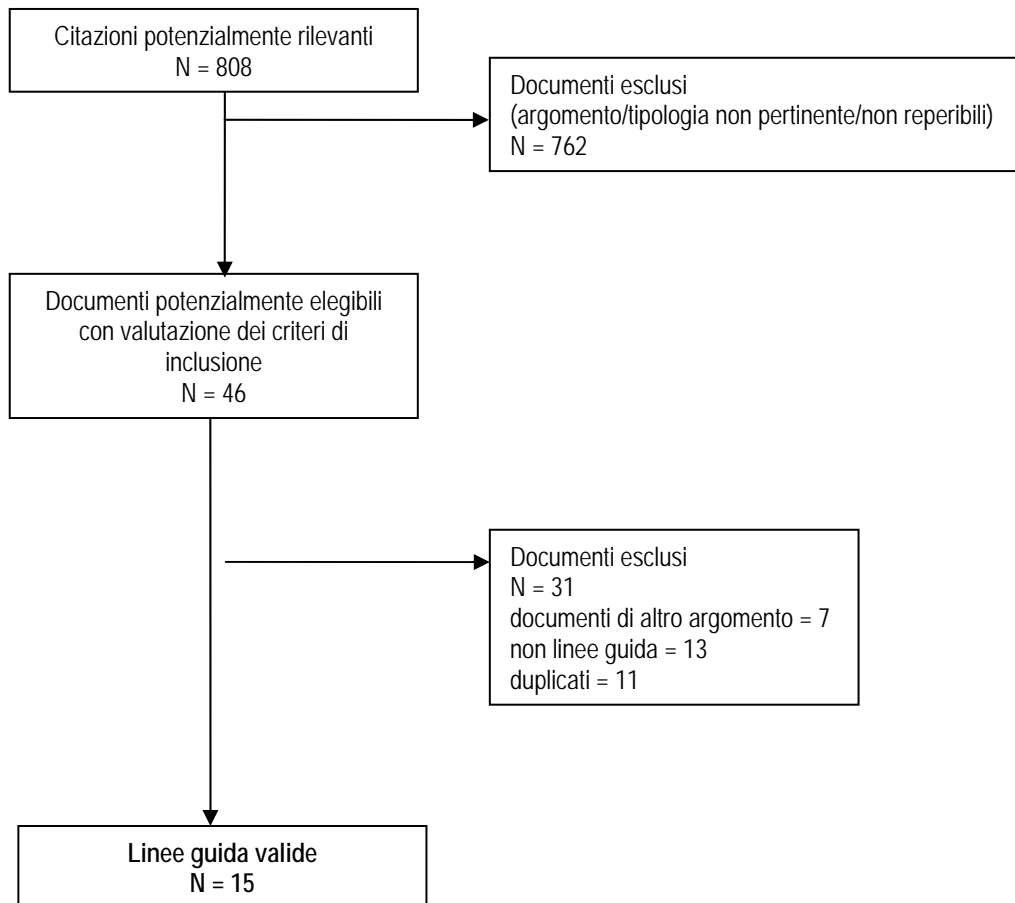 Citazioni potenzialmente rilevanti
N = 808
Documenti esclusi
(argomento/tipologia non pertinente/non reperibili)
N = 762
Documenti potenzialmente elegibili
con valutazione dei criteri di
inclusione
N = 46
Documenti esclusi
N = 31
documenti di altro argomento = 7
non linee guida = 13
duplicati = 11
Linee guida valide
N = 15